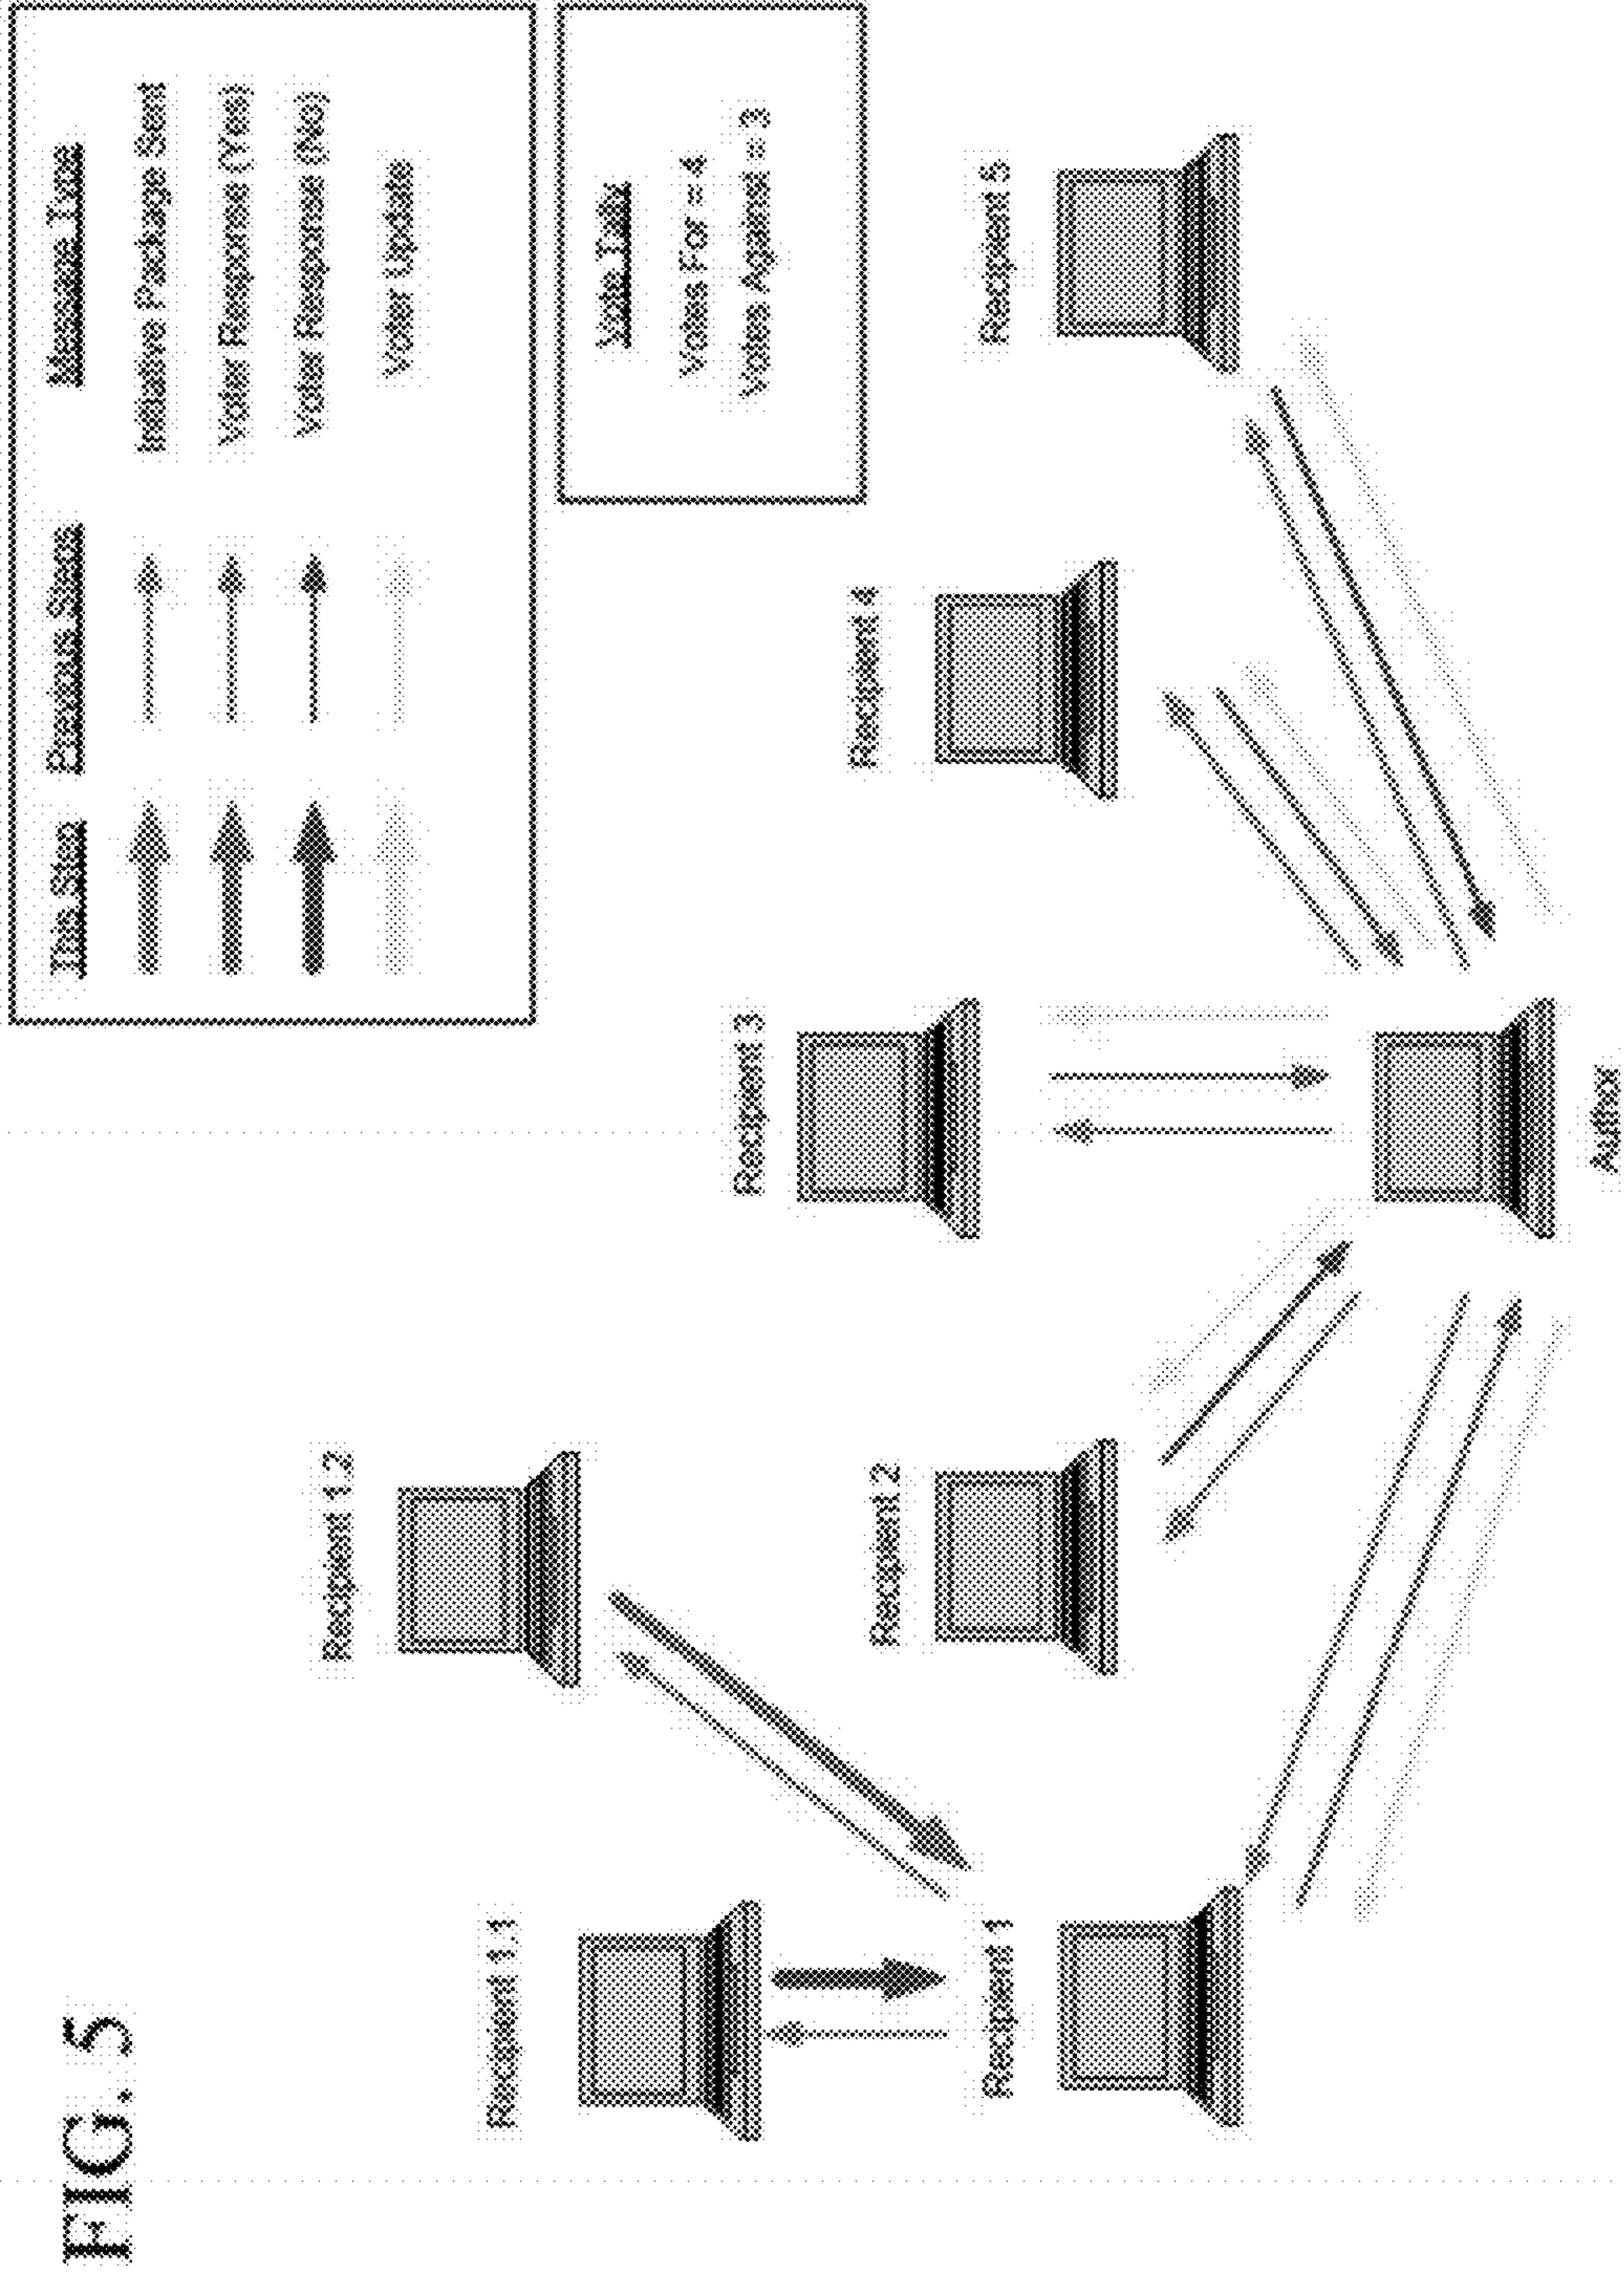 FIG. 5
This Step Previous Steps Message Type
Initiative Package Sent
Voter Response (Yes)
Voter Response (No)
Voter Update
Vote Tally
Votes For = 4
Votes Against = 3
Recipient 1.2
Recipient 1.1
Recipient 3
Recipient 4
Recipient 2
Recipient 5
Recipient 1
Author